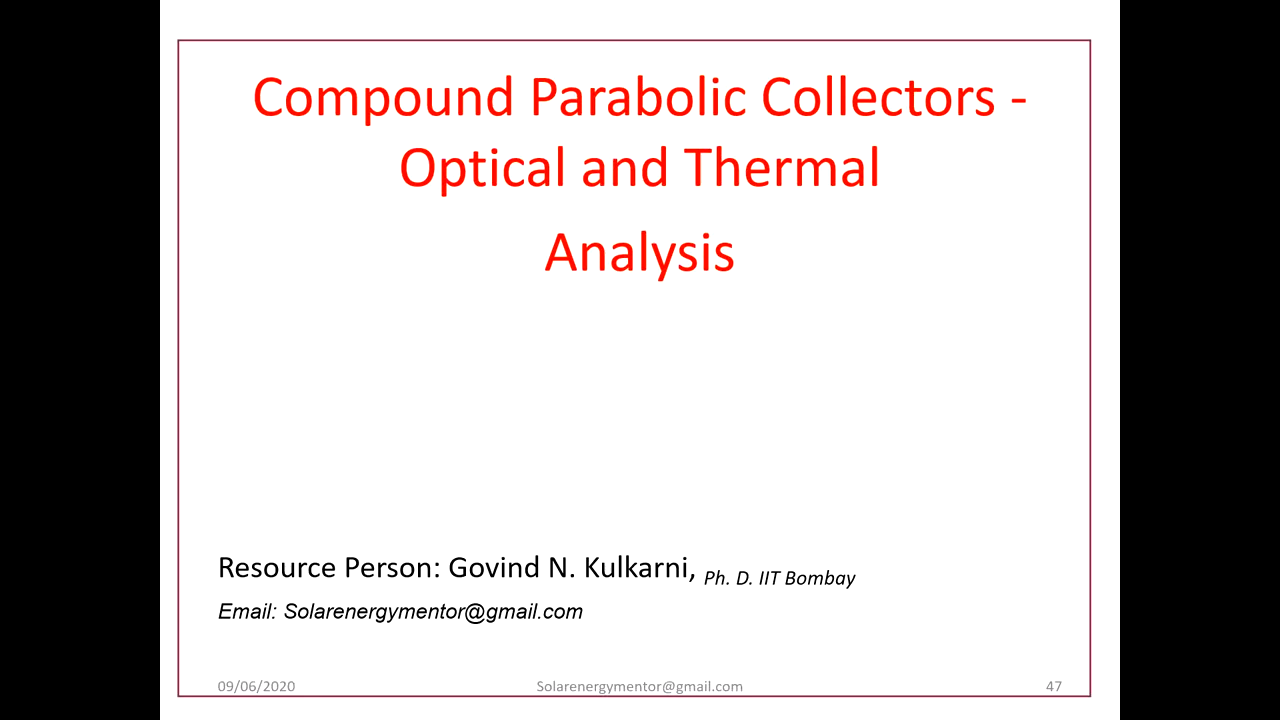 Compound Parabolic Collectors -
Optical and Thermal
Analysis
Resource Person: Govind N. Kulkarni, Ph. D. IIT Bombay
Email: Solarenergymentor@gmail.com
09/06/2020 Solarenergymentor@gmail.com 47